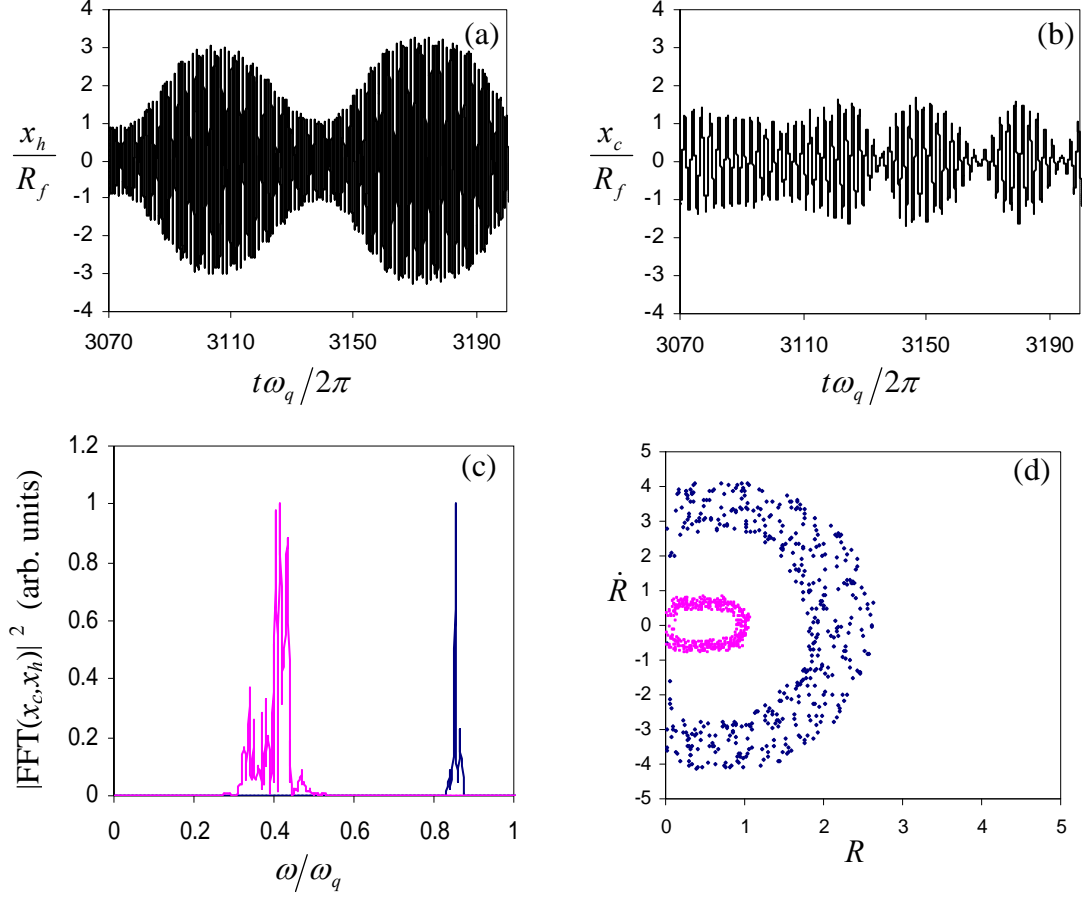 (a)
4
3
2
1
0
-1
-2
-3
-4
x_h
R_f
3070 3110 3150 3190
tω_q/2π
(b)
4
3
2
1
0
-1
-2
-3
-4
x_c
R_f
3070 3110 3150 3190
tω_q/2π
(c)
1.2
1
0.8
0.6
0.4
0.2
0
|FFT(x_c,x_h)|² (arb. units)
0 0.2 0.4 0.6 0.8 1
ω/ω_q
(d)
5
4
3
2
1
0
-1
-2
-3
-4
-5
Ṙ
0 1 2 3 4 5
R